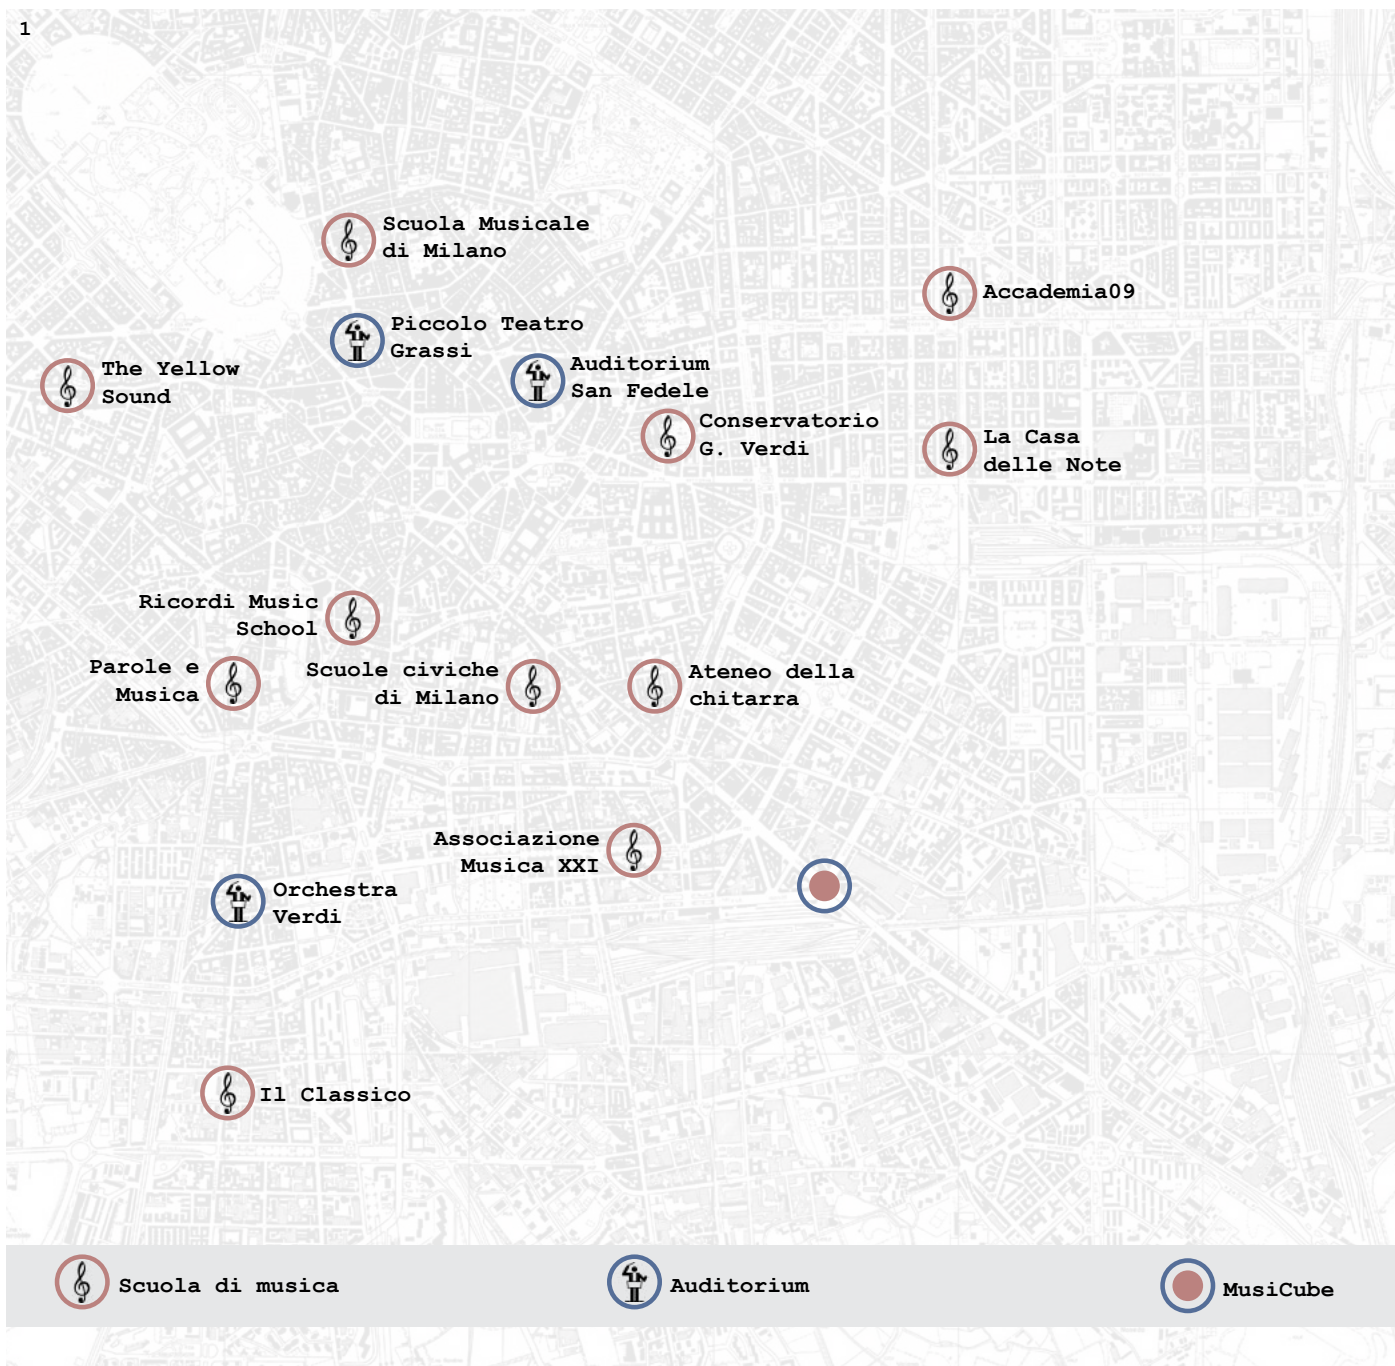 1
Scuola Musicale
di Milano
Accademia09
Piccolo Teatro
Grassi
The Yellow
Sound
Auditorium
San Fedele
Conservatorio
G. Verdi
La Casa
delle Note
Ricordi Music
School
Parole e
Musica
Scuole civiche
di Milano
Ateneo della
chitarra
Associazione
Musica XXI
Orchestra
Verdi
Il Classico
Scuola di musica
Auditorium
MusiCube